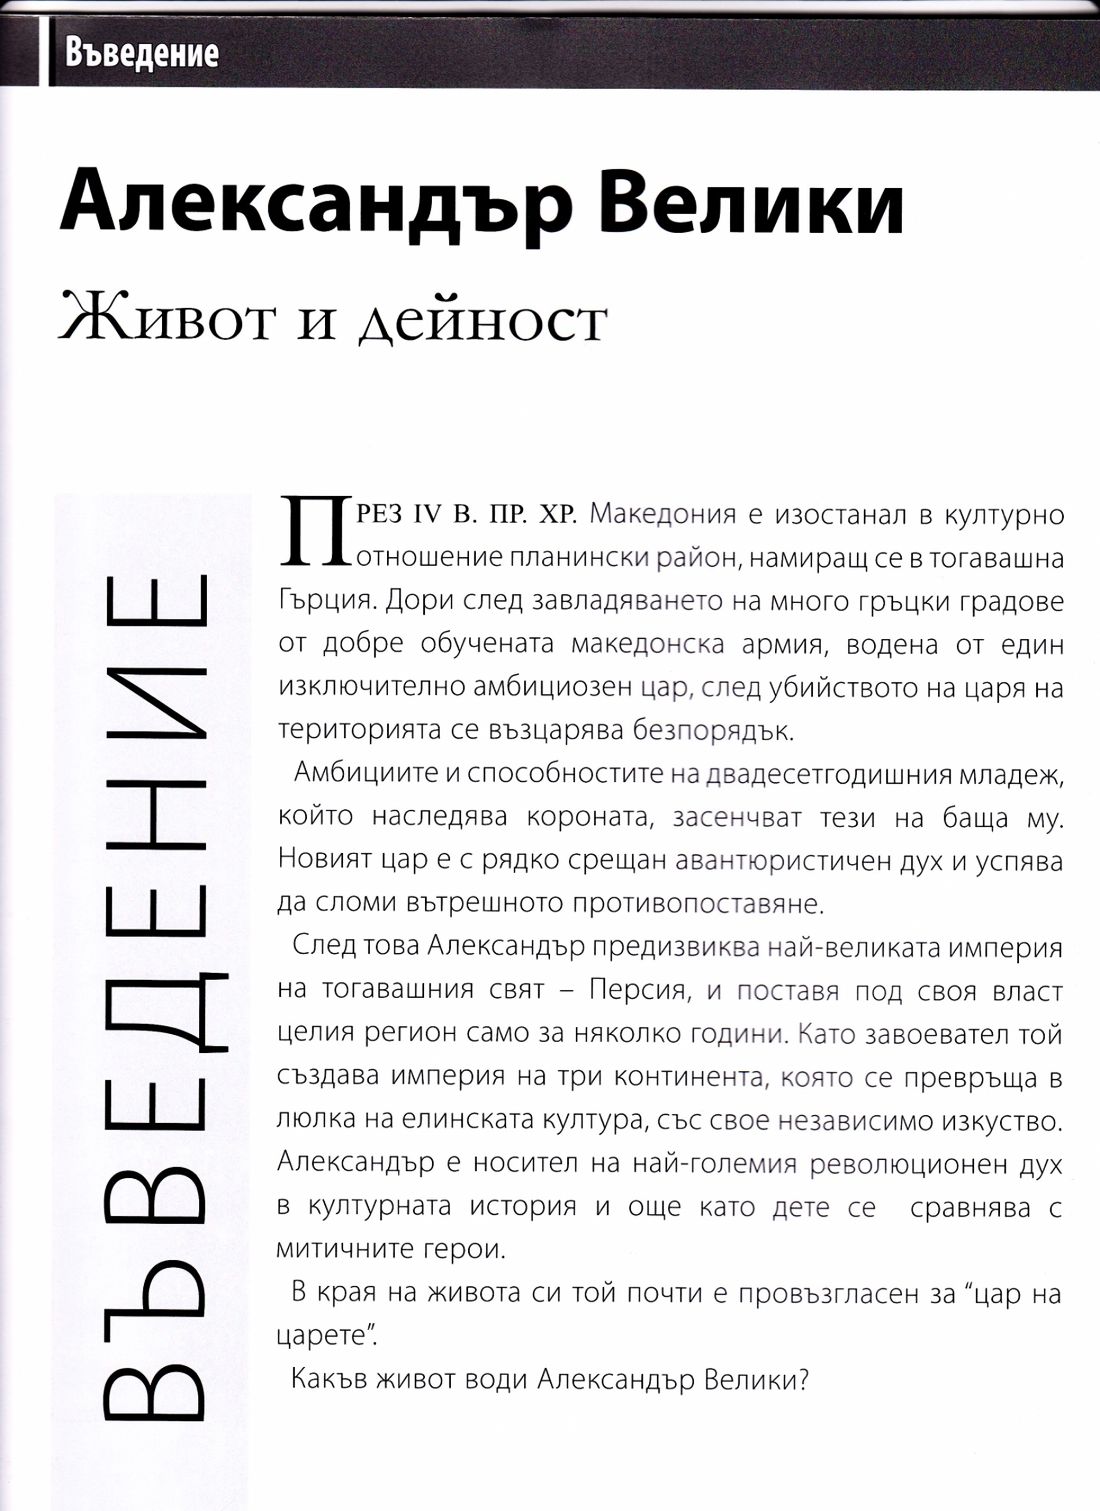 Въведение
Александър Велики
Живот и дейност
ВЪВЕДЕНИЕ
ПРЕЗ IV В. ПР. ХР. Македония е изостанал в културно
отношение планински район, намиращ се в тогавашна
Гърция. Дори след завладяването на много гръцки градове
от добре обучената македонска армия, водена от един
изключително амбициозен цар, след убийството на царя на
територията се възцарява безпорядък.
Амбициите и способностите на двадесетгодишния младеж,
който наследява короната, засенчват тези на баща му.
Новият цар е с рядко срещан авантюристичен дух и успява
да сломи вътрешното противопоставяне.
След това Александър предизвиква най-великата империя
на тогавашния свят – Персия, и поставя под своя власт
целия регион само за няколко години. Като завоевател той
създава империя на три континента, която се превръща в
люлка на елинската култура, със свое независимо изкуство.
Александър е носител на най-големия революционен дух
в културната история и още като дете се сравнява с
митичните герои.
В края на живота си той почти е провъзгласен за “цар на
царете”.
Какъв живот води Александър Велики?